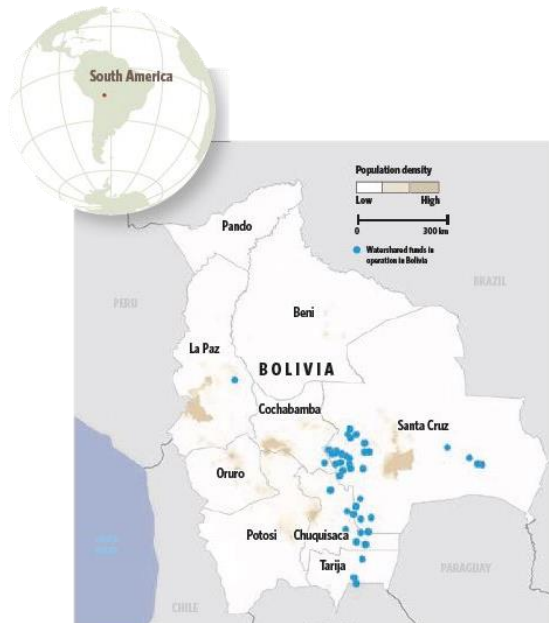 South America
Population density
Low High
0 300 km
Watershared funds in
operation in Bolivia
Pando
PERU
BRAZIL
Beni
La Paz
BOLIVIA
Cochabamba
Santa Cruz
Oruro
Potosi
Chuquisaca
Tarija
PARAGUAY
CHILE